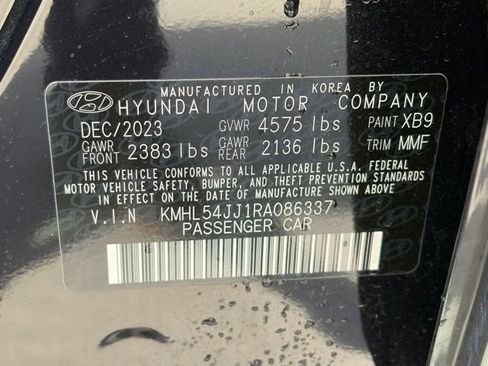 MANUFACTURED IN KOREA
HYUNDAI MOTOR COMPANY
DEC/2023 GVWR 4575 lbs PAINT XB9
GAWR FRONT 2383 lbs GAWR REAR 2136 lbs TRIM MMF
THIS VEHICLE CONFORMS TO ALL APPLICABLE U.S.A. FEDERAL
MOTOR VEHICLE SAFETY, BUMPER, AND THEFT PREVENTION STANDARDS
IN EFFECT ON THE DATE OF MANUFACTURE SHOWN ABOVE.
V.I.N KMHL54JJ1RA086337
PASSENGER CAR